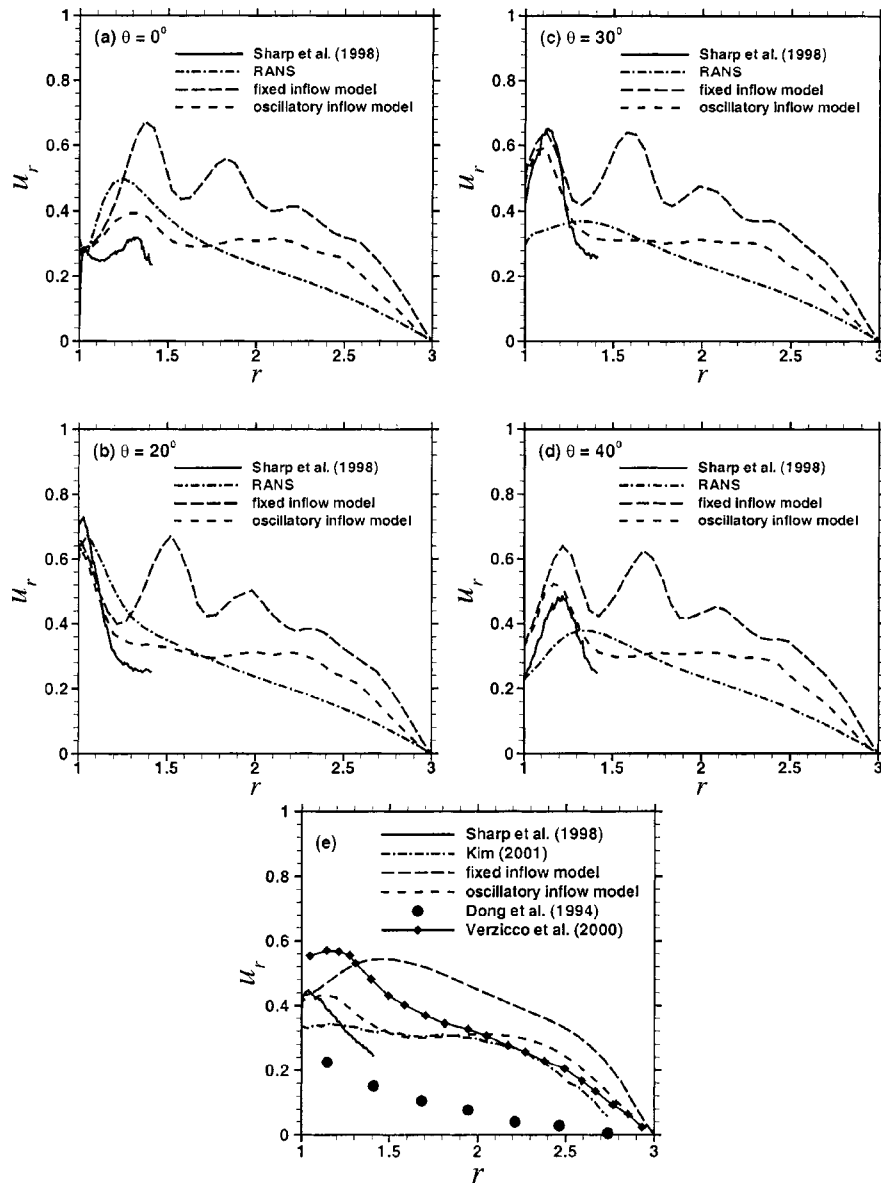 (a) θ = 0°
Sharp et al. (1998)
RANS
fixed inflow model
oscillatory inflow model
1
0.8
0.6
0.4
0.2
0
u_r
1
1.5
2
2.5
3
r
(c) θ = 30°
Sharp et al. (1998)
RANS
fixed inflow model
oscillatory inflow model
1
0.8
0.6
0.4
0.2
0
u_r
1
1.5
2
2.5
3
r
(b) θ = 20°
Sharp et al. (1998)
RANS
fixed inflow model
oscillatory inflow model
1
0.8
0.6
0.4
0.2
0
u_r
1
1.5
2
2.5
3
r
(d) θ = 40°
Sharp et al. (1998)
RANS
fixed inflow model
oscillatory inflow model
1
0.8
0.6
0.4
0.2
0
u_r
1
1.5
2
2.5
3
r
(e)
Sharp et al. (1998)
Kim (2001)
fixed inflow model
oscillatory inflow model
Dong et al. (1994)
Verzicco et al. (2000)
1
0.8
0.6
0.4
0.2
0
u_r
1
1.5
2
2.5
3
r